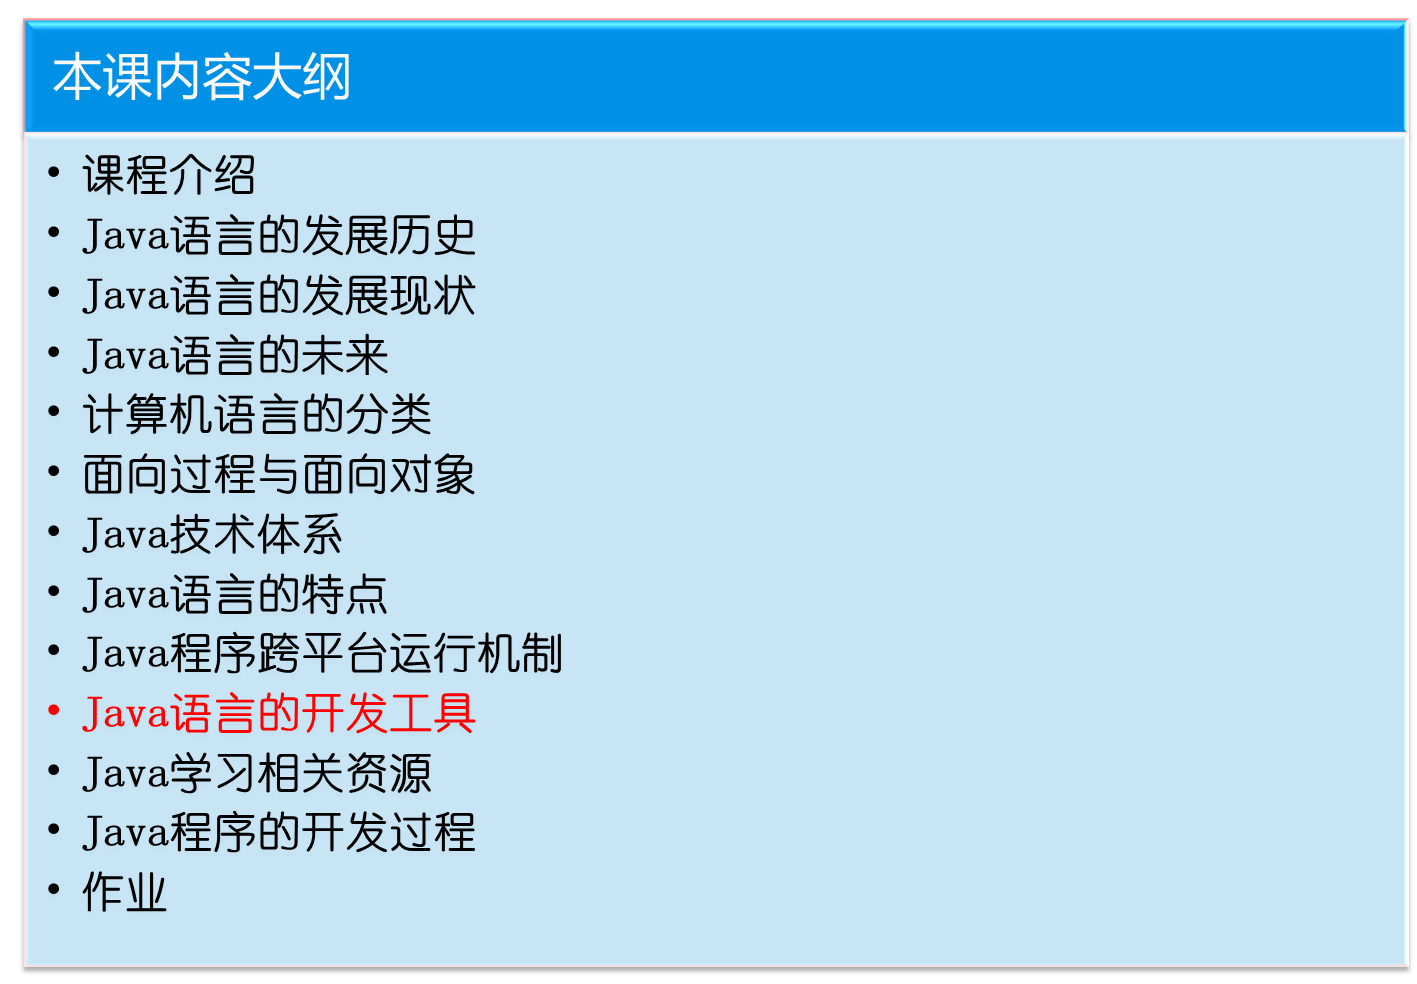 本课内容大纲
• 课程介绍
• Java语言的发展历史
• Java语言的发展现状
• Java语言的未来
• 计算机语言的分类
• 面向过程与面向对象
• Java技术体系
• Java语言的特点
• Java程序跨平台运行机制
• Java语言的开发工具
• Java学习相关资源
• Java程序的开发过程
• 作业